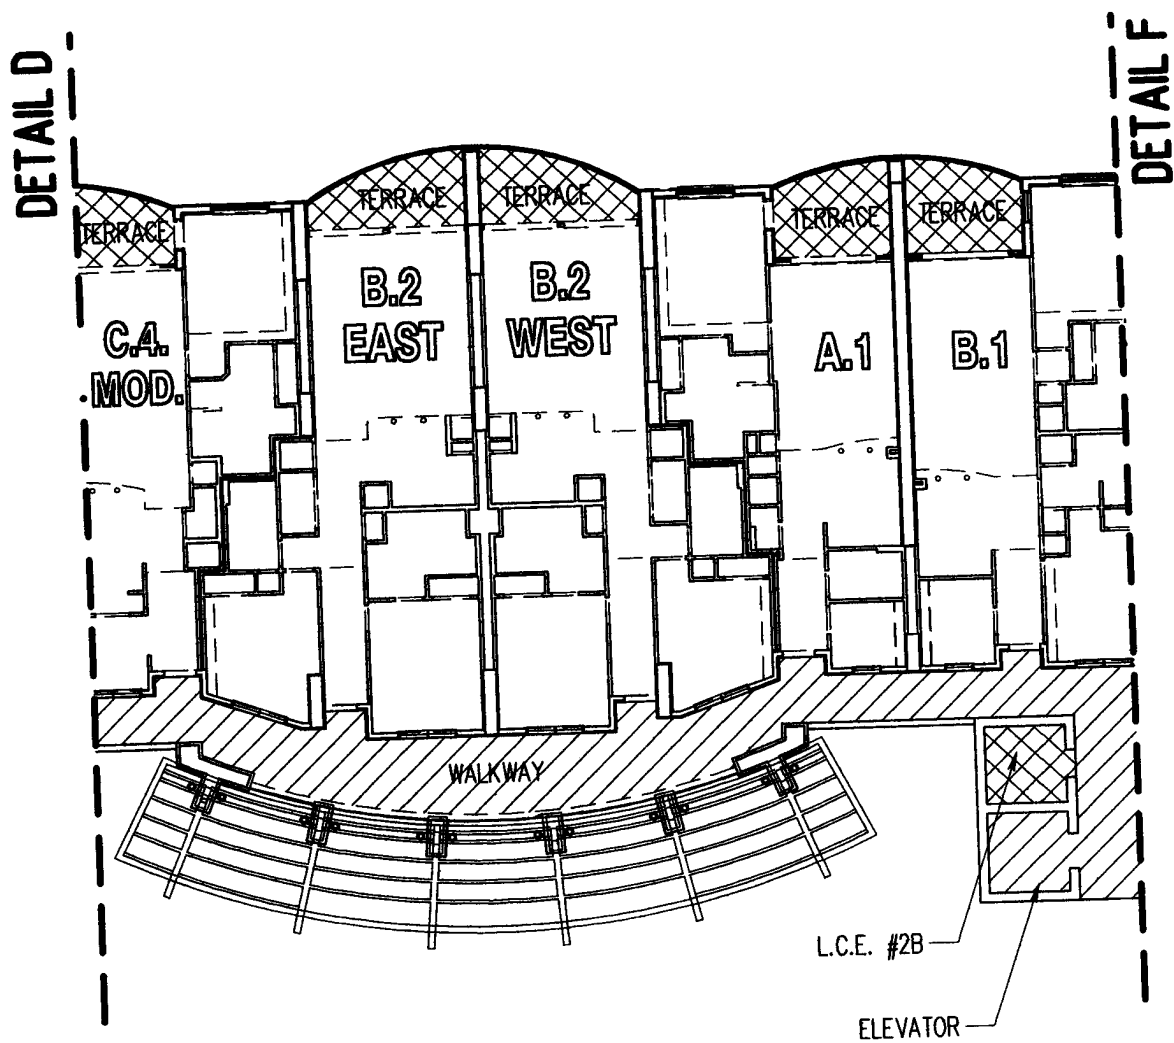 DETAIL D
DETAIL F
TERRACE
TERRACE
TERRACE
TERRACE
TERRACE
C.4.
MOD.
B.2
EAST
B.2
WEST
A.1
B.1
WALKWAY
L.C.E. #2B
ELEVATOR